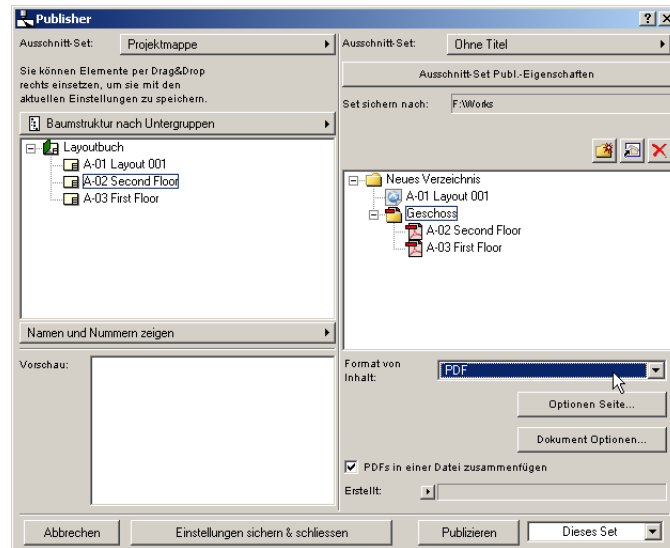 Publisher
Ausschnitt-Set:
Projektmappe
Sie können Elemente per Drag&Drop
rechts einsetzen, um sie mit den
aktuellen Einstellungen zu speichern.
Baumstruktur nach Untergruppen
Layoutbuch
A-01 Layout 001
A-02 Second Floor
A-03 First Floor
Namen und Nummern zeigen
Vorschau:
Ausschnitt-Set:
Ohne Titel
Ausschnitt-Set Publ.-Eigenschaften
Set sichern nach:
F:\Works
Neues Verzeichnis
A-01 Layout 001
Geschoss
A-02 Second Floor
A-03 First Floor
Format von
Inhalt:
PDF
Optionen Seite...
Dokument Optionen...
PDFs in einer Datei zusammenfügen
Erstellt:
Abbrechen
Einstellungen sichern & schliessen
Publizieren
Dieses Set